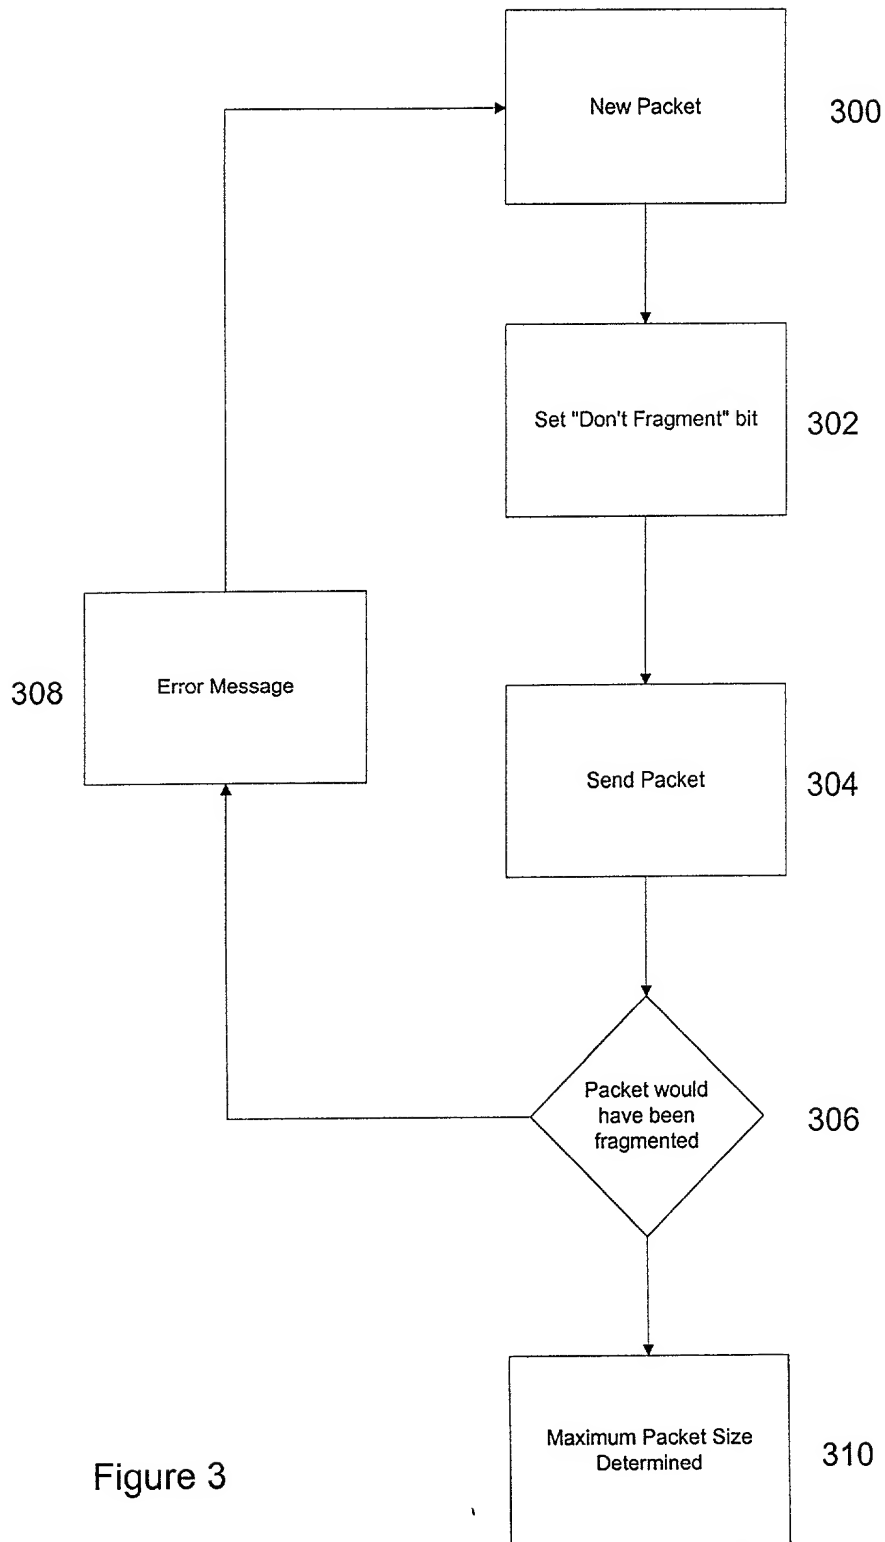 New Packet
300
Set "Don't Fragment" bit
302
308
Error Message
Send Packet
304
Packet would
have been
fragmented
306
Maximum Packet Size
Determined
310
Figure 3